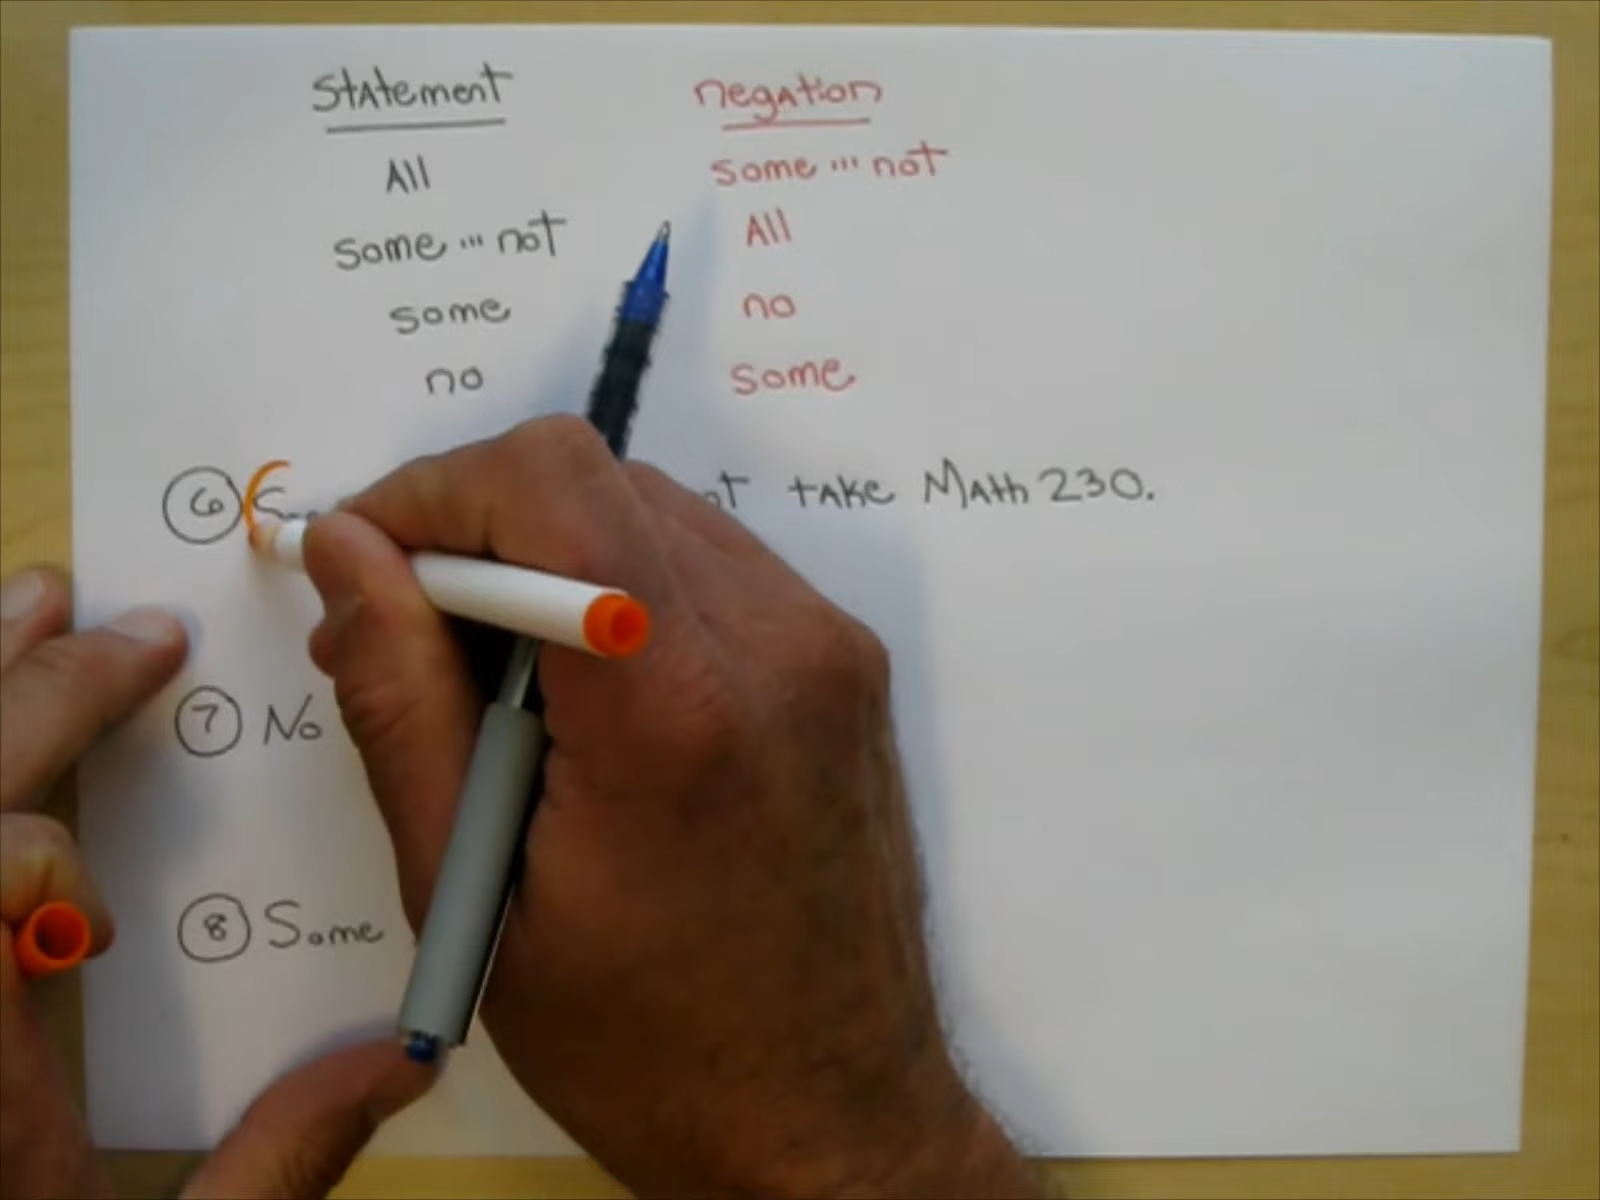 Statement negation
All some ... not
some ... not All
some no
no some
6 take Math 230.
7 No
8 Some